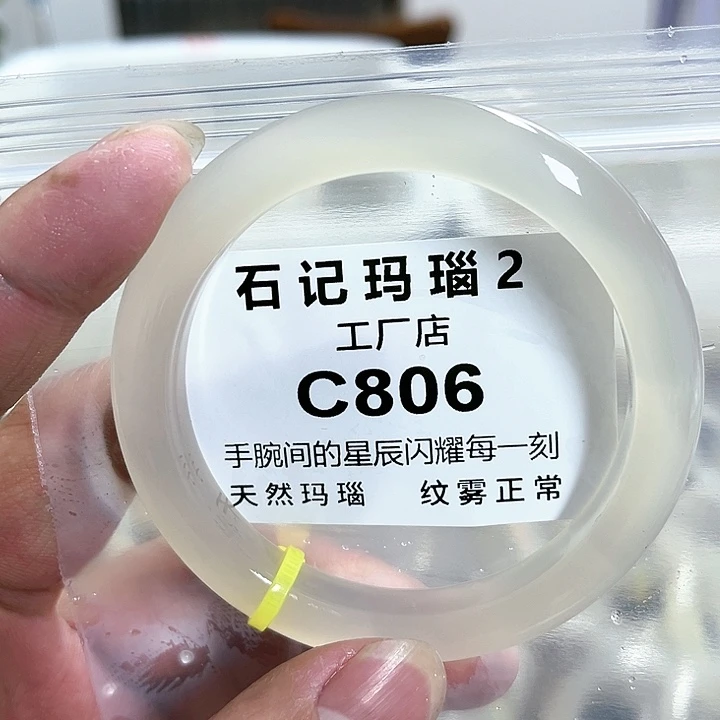 石记玛瑙2
工厂店
C806
手腕间的星辰闪耀每一刻
天然玛瑙 纹雾正常